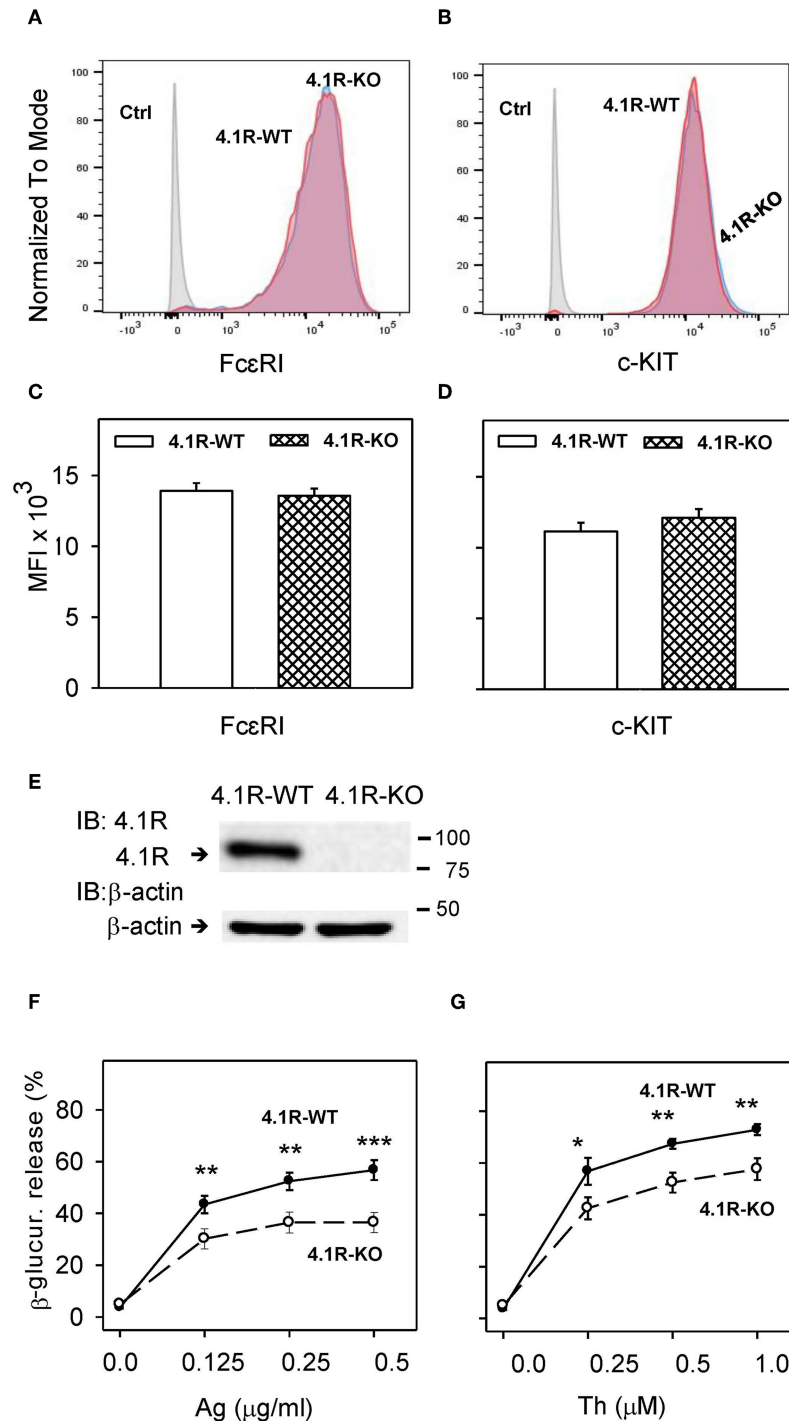 A
B
4.1R-KO
Ctrl
4.1R-WT
Normalized To Mode
100
80
60
40
20
0
-10³ 0 10³ 10⁴ 10⁵
FcεRI
Ctrl
4.1R-WT
4.1R-KO
100
80
60
40
20
0
-10³ 0 10³ 10⁴ 10⁵
c-KIT
C
D
4.1R-WT 4.1R-KO
MFI x 10³
15
10
5
0
FcεRI
4.1R-WT 4.1R-KO
c-KIT
E
4.1R-WT 4.1R-KO
IB: 4.1R
4.1R ➔
100
75
IB:β-actin
50
β-actin ➔
F
G
β-glucur. release (%
80
60
40
20
0
4.1R-WT
** ** ***
4.1R-KO
0.0 0.125 0.25 0.5
Ag (μg/ml)
4.1R-WT
* ** **
4.1R-KO
0.0 0.25 0.5 1.0
Th (μM)